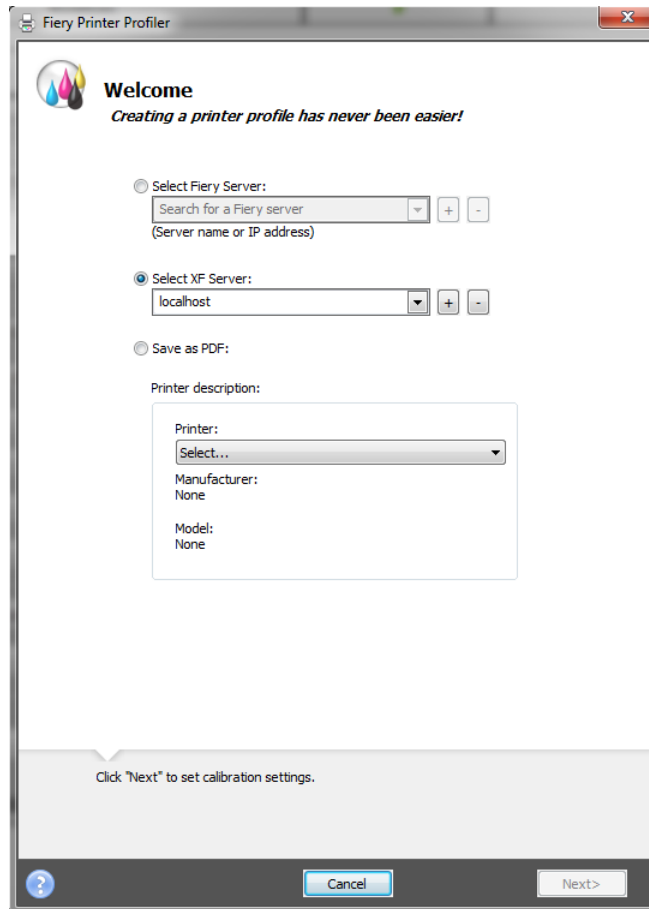 Fiery Printer Profiler
Welcome
Creating a printer profile has never been easier!
Select Fiery Server:
Search for a Fiery server
+ -
(Server name or IP address)
Select XF Server:
localhost
+ -
Save as PDF:
Printer description:
Printer:
Select...
Manufacturer:
None
Model:
None
Click "Next" to set calibration settings.
? Cancel Next>